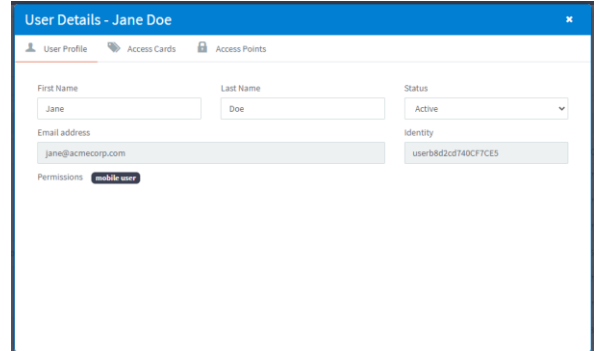 User Details - Jane Doe ×
User Profile Access Cards Access Points
First Name Last Name Status
Jane Doe Active
Email address Identity
jane@acmecorp.com userb8d2cd740CF7CE5
Permissions mobile user